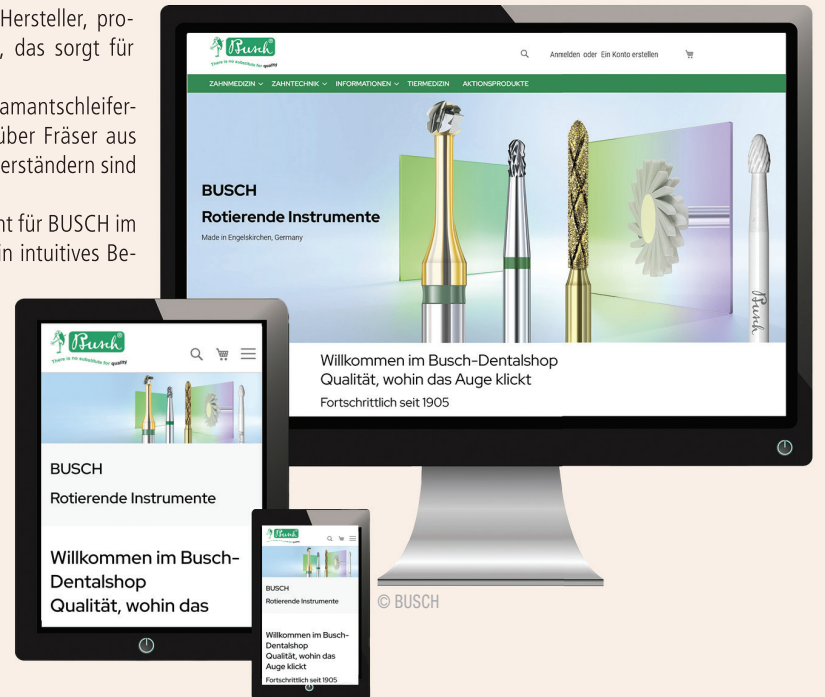 Hersteller, pro-
, das sorgt für
amantschleifer-
über Fräser aus
erständern sind
nt für BUSCH im
in intuitives Be-
Busch®
There is no substitute for quality
Anmelden oder Ein Konto erstellen
ZAHNMEDIZIN ZAHNTECHNIK INFORMATIONEN TIERMEDIZIN AKTIONSPRODUKTE
BUSCH
Rotierende Instrumente
Made in Engelskirchen, Germany
Busch
Willkommen im Busch-Dentalshop
Qualität, wohin das Auge klickt
Fortschrittlich seit 1905
Busch®
There is no substitute for quality
BUSCH
Rotierende Instrumente
Willkommen im Busch-
Dentalshop
Qualität, wohin das
Busch
BUSCH
Rotierende Instrumente
Willkommen im Busch-
Dentalshop
Qualität, wohin das
Auge klickt
Fortschrittlich seit 1905
© BUSCH